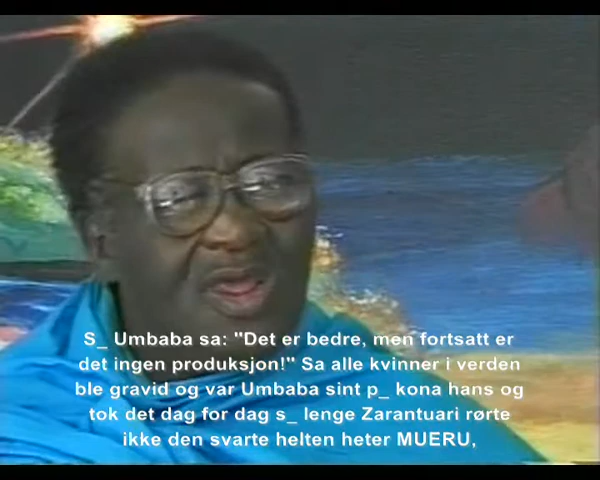 S_ Umbaba sa: "Det er bedre, men fortsatt er
det ingen produksjon!" Sa alle kvinner i verden
ble gravid og var Umbaba sint p_ kona hans og
tok det dag for dag s_ lenge Zarantuari rørte
ikke den svarte helten heter MUERU,